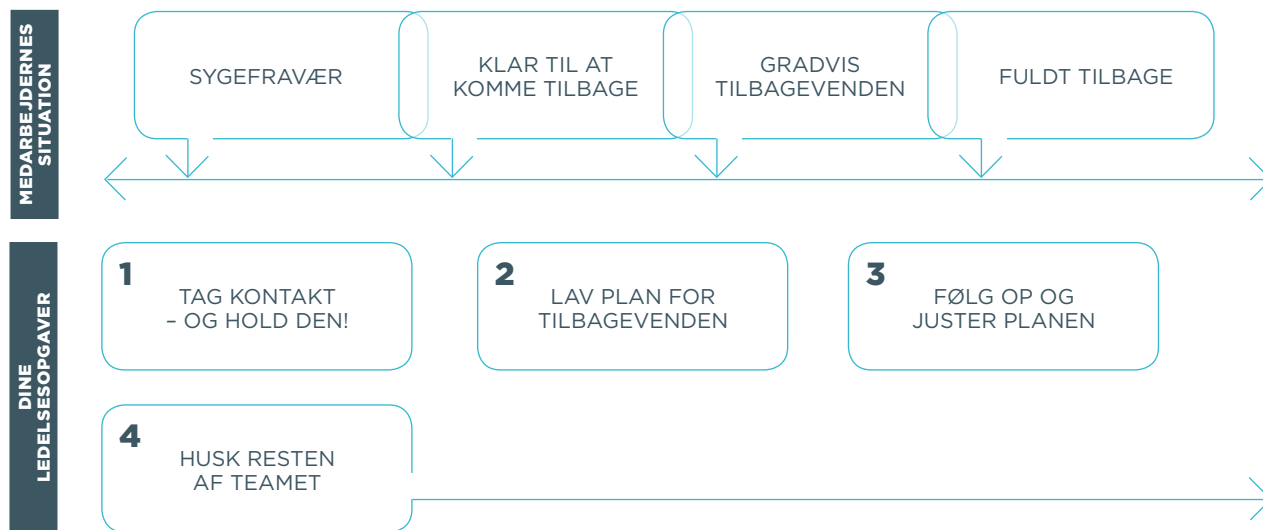 MEDARBEJDERNES
SITUATION
SYGEFRAVÆR
KLAR TIL AT
KOMME TILBAGE
GRADVIS
TILBAGEVENDEN
FULDT TILBAGE
DINE
LEDELSESOPGAVER
1
TAG KONTAKT
– OG HOLD DEN!
2
LAV PLAN FOR
TILBAGEVENDEN
3
FØLG OP OG
JUSTER PLANEN
4
HUSK RESTEN
AF TEAMET